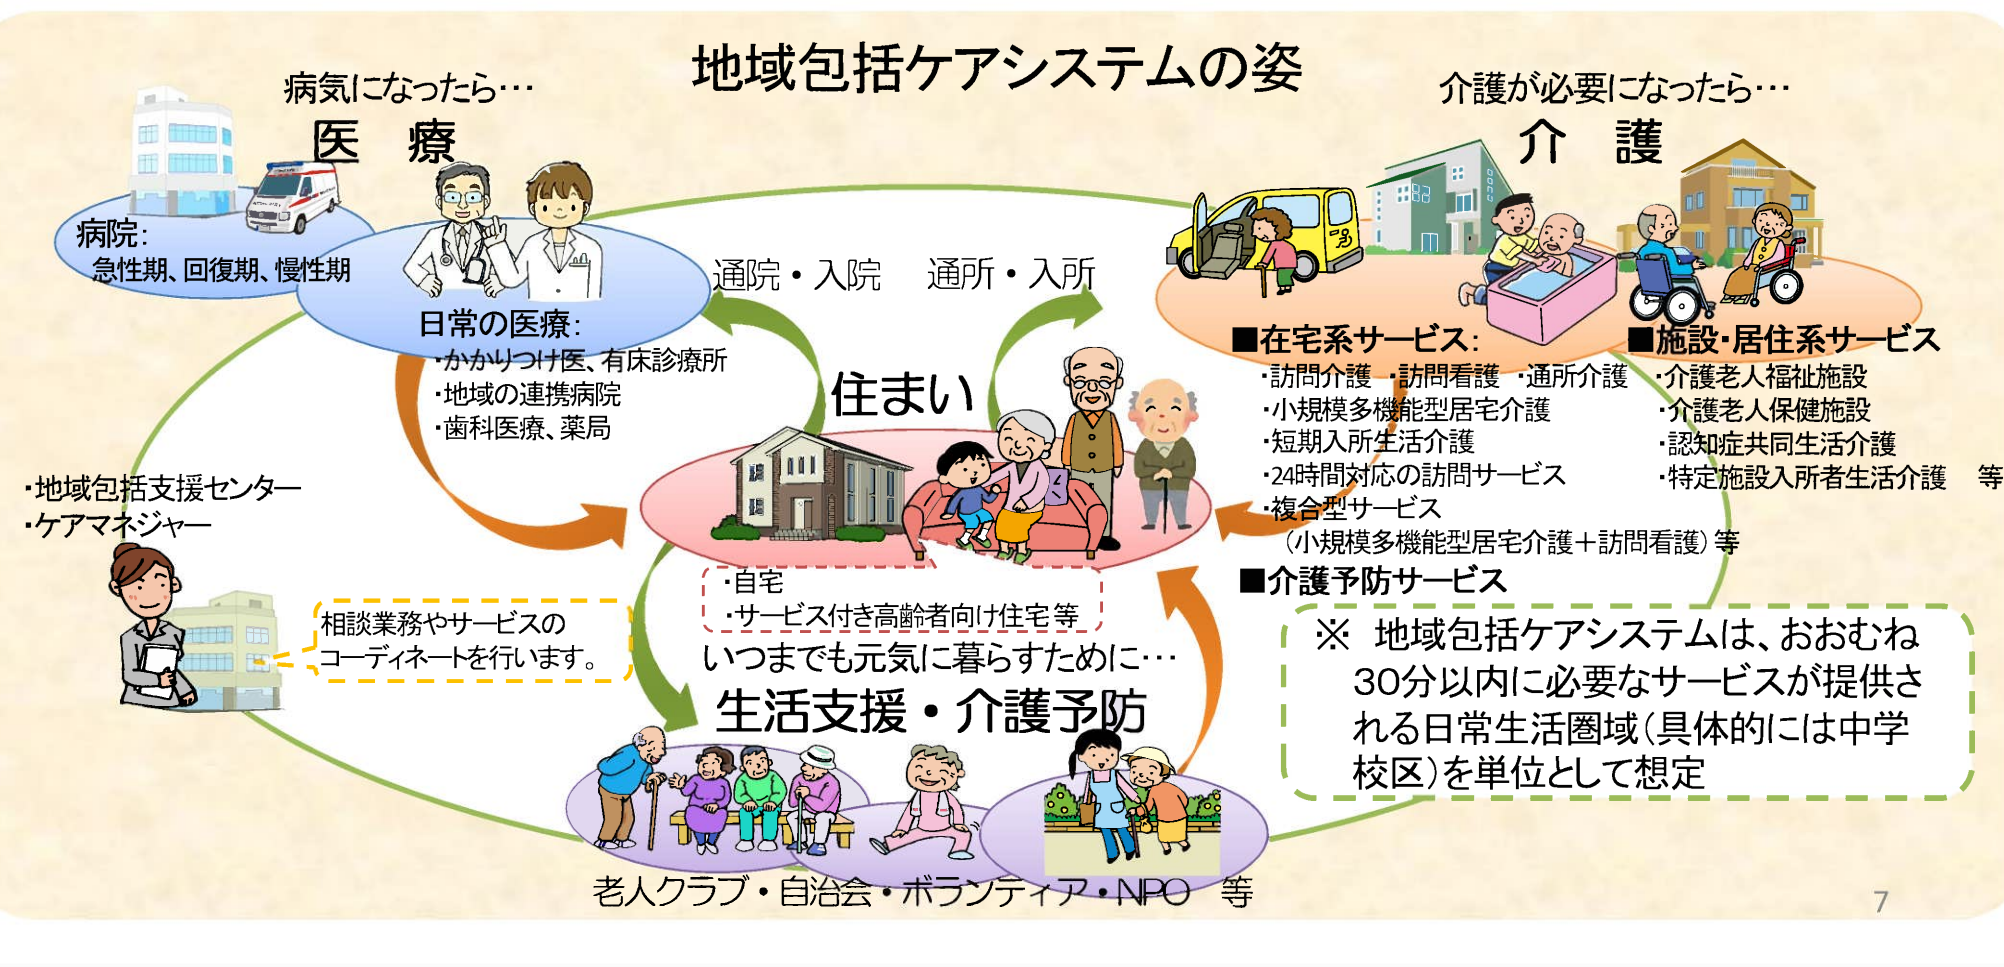 地域包括ケアシステムの姿
病気になったら･･･
医　療
病院：
急性期、回復期、慢性期
日常の医療：
・かかりつけ医、有床診療所
・地域の連携病院
・歯科医療、薬局
通院・入院
通所・入所
介護が必要になったら･･･
介　護
■在宅系サービス：
・訪問介護　・訪問看護　・通所介護
・小規模多機能型居宅介護
・短期入所生活介護
・24時間対応の訪問サービス
・複合型サービス
（小規模多機能型居宅介護＋訪問看護）等
■介護予防サービス
■施設・居住系サービス
・介護老人福祉施設
・介護老人保健施設
・認知症共同生活介護
・特定施設入所者生活介護　等
住まい
・自宅
・サービス付き高齢者向け住宅等
・地域包括支援センター
・ケアマネジャー
相談業務やサービスの
コーディネートを行います。
いつまでも元気に暮らすために･･･
生活支援・介護予防
老人クラブ・自治会・ボランティア・NPO　等
※　地域包括ケアシステムは、おおむね
30分以内に必要なサービスが提供さ
れる日常生活圏域（具体的には中学
校区）を単位として想定
7